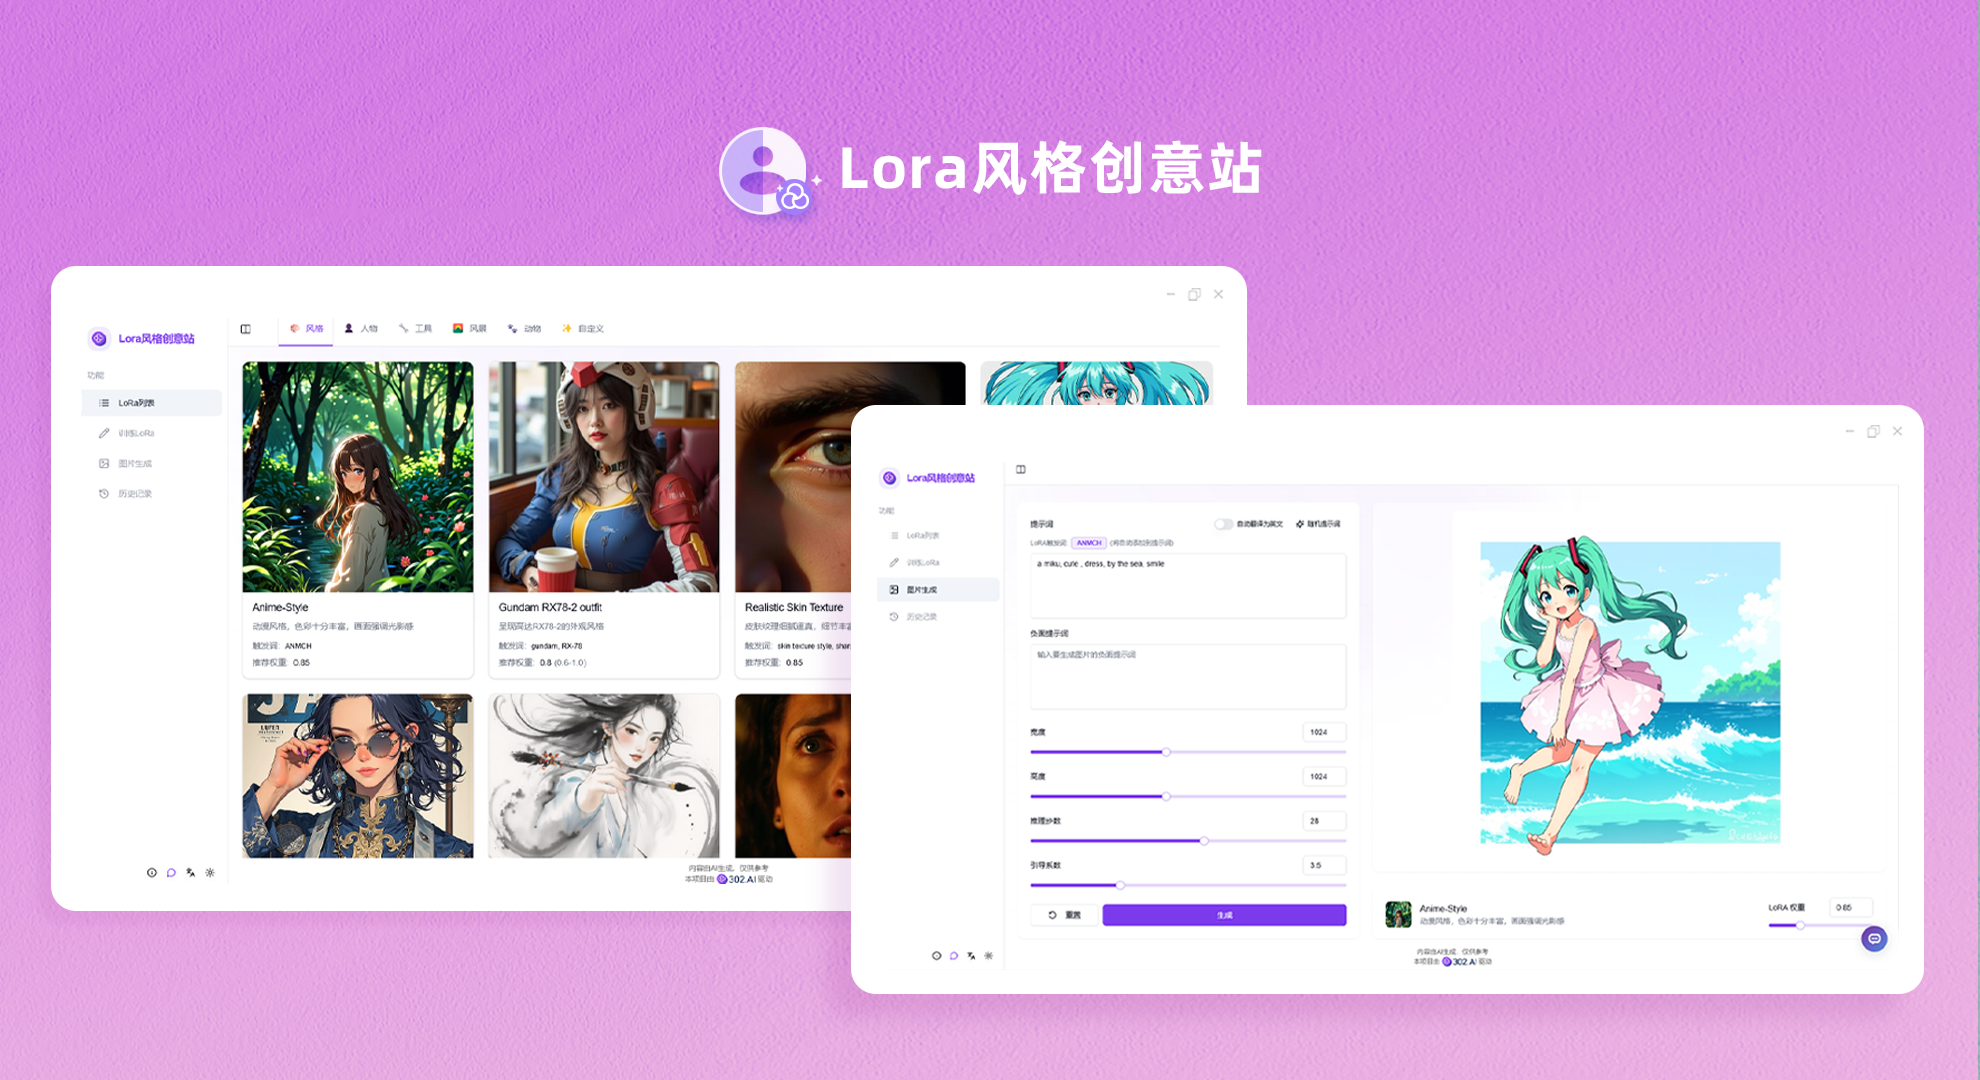 Lora风格创意站
Lora风格创意站
功能
LoRa列表
训练LoRa
图片生成
历史记录
风格
人物
工具
风景
动物
自定义
Anime-Style
动漫风格，色彩十分丰富，画面强调光影感
触发词: ANMCH
推荐权重: 0.85
Gundam RX78-2 outfit
呈现高达RX78-2的外观风格
触发词: gundam, RX-78
推荐权重: 0.8 (0.6-1.0)
Realistic Skin Texture
皮肤纹理细腻逼真，细节丰富
触发词: skin texture style, shar
推荐权重: 0.85
内容由AI生成，仅供参考
本项目由 302.AI 驱动
Lora风格创意站
功能
LoRa列表
训练LoRa
图片生成
历史记录
提示词
自动翻译为英文
随机提示词
LoRA触发词: ANMCH (将自动添加到提示词)
a miku, cute , dress, by the sea, smile
负面提示词
输入要生成图片的负面提示词
宽度
1024
高度
1024
推理步数
28
引导系数
3.5
重置
生成
Anime-Style
动漫风格，色彩十分丰富，画面强调光影感
LoRA 权重
0.85
内容由AI生成，仅供参考
本项目由 302.AI 驱动